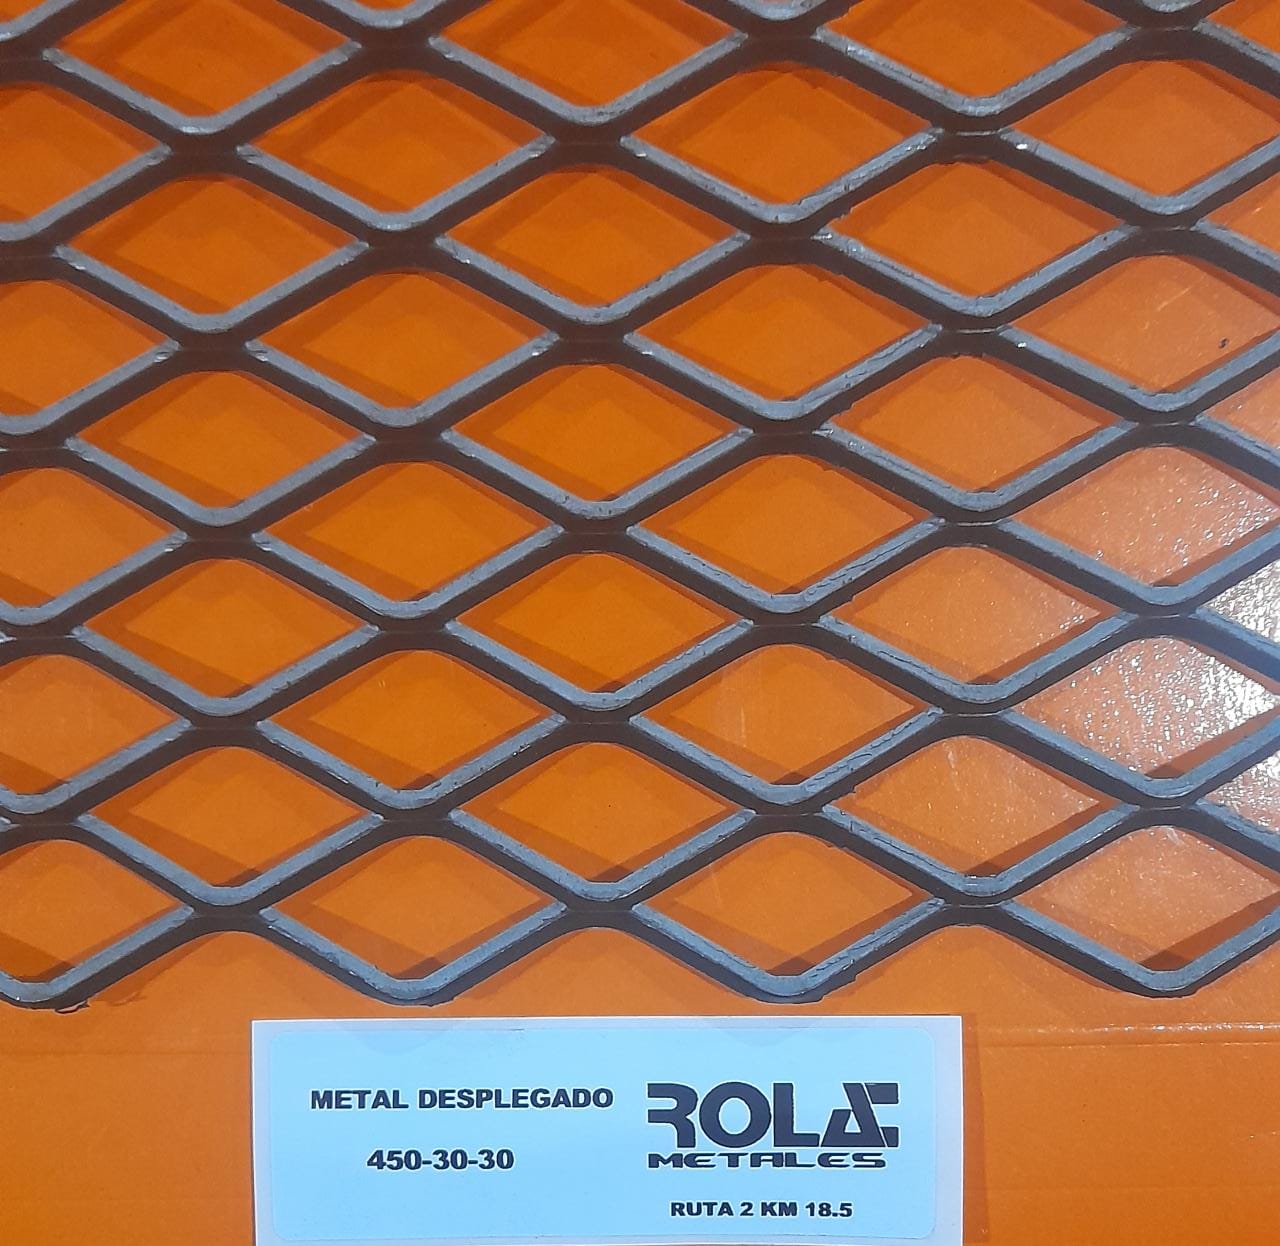 METAL DESPLEGADO
450-30-30
ROLA
METALES
RUTA 2 KM 18.5